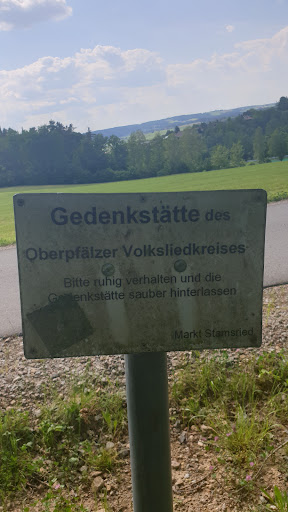 Gedenkstätte des
Oberpfälzer Volksliedkreises
Bitte ruhig verhalten und die
Gedenkstätte sauber hinterlassen
Markt Stamsried